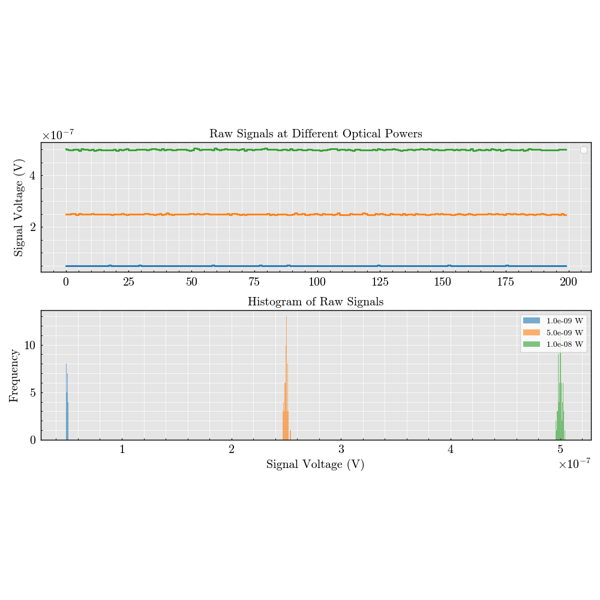 Raw Signals at Different Optical Powers
×10⁻⁷
Signal Voltage (V)
4
2
0 25 50 75 100 125 150 175 200
Histogram of Raw Signals
Frequency
10
5
0
1.0e-09 W
5.0e-09 W
1.0e-08 W
1 2 3 4 5
Signal Voltage (V)
×10⁻⁷